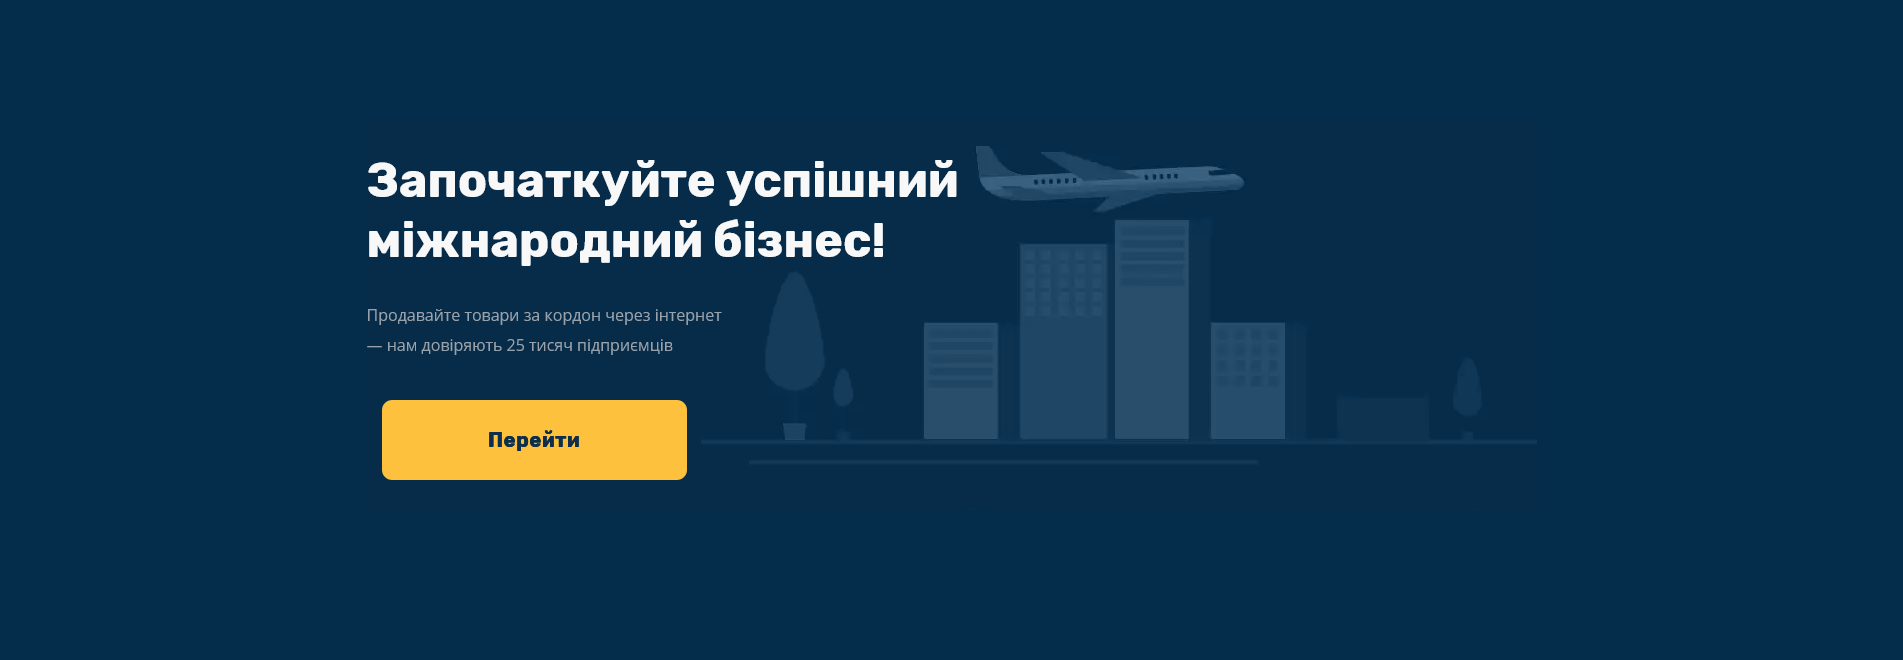 Започаткуйте успішний
міжнародний бізнес!
Продавайте товари за кордон через інтернет
— нам довіряють 25 тисяч підприємців
Перейти